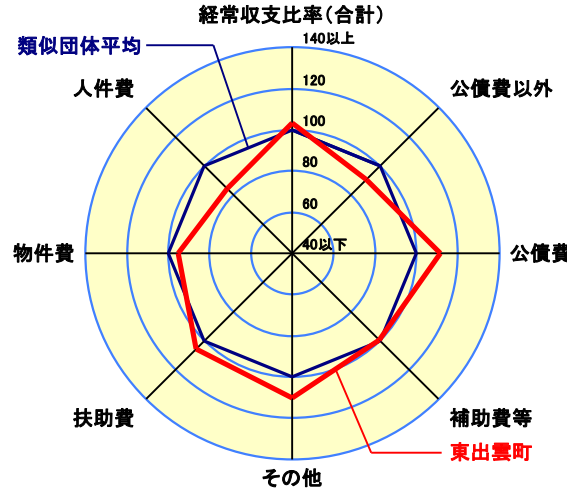 経常収支比率(合計)
140以上
類似団体平均
人件費
120
公債費以外
100
80
60
物件費
40以下
公債費
扶助費
補助費等
東出雲町
その他